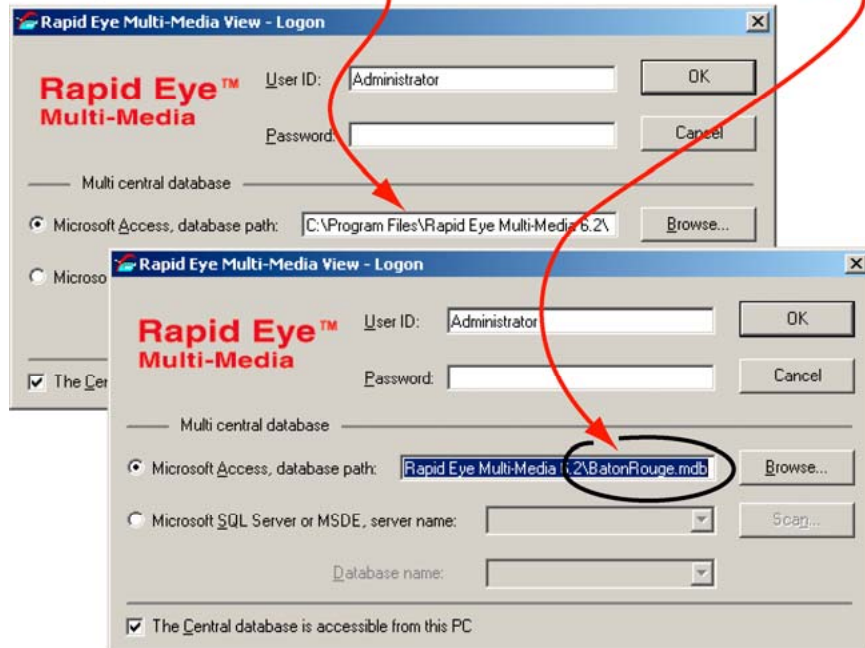 Rapid Eye Multi-Media View - Logon
Rapid Eye™
Multi-Media
User ID: Administrator
OK
Password:
Cancel
Multi central database
Microsoft Access, database path: C:\Program Files\Rapid Eye Multi-Media 6.2\
Browse...
Microso
The Cer
Rapid Eye Multi-Media View - Logon
Rapid Eye™
Multi-Media
User ID: Administrator
OK
Password:
Cancel
Multi central database
Microsoft Access, database path: Rapid Eye Multi-Media 6.2\BatonRouge.mdb
Browse...
Microsoft SQL Server or MSDE, server name:
Scan...
Database name:
The Central database is accessible from this PC